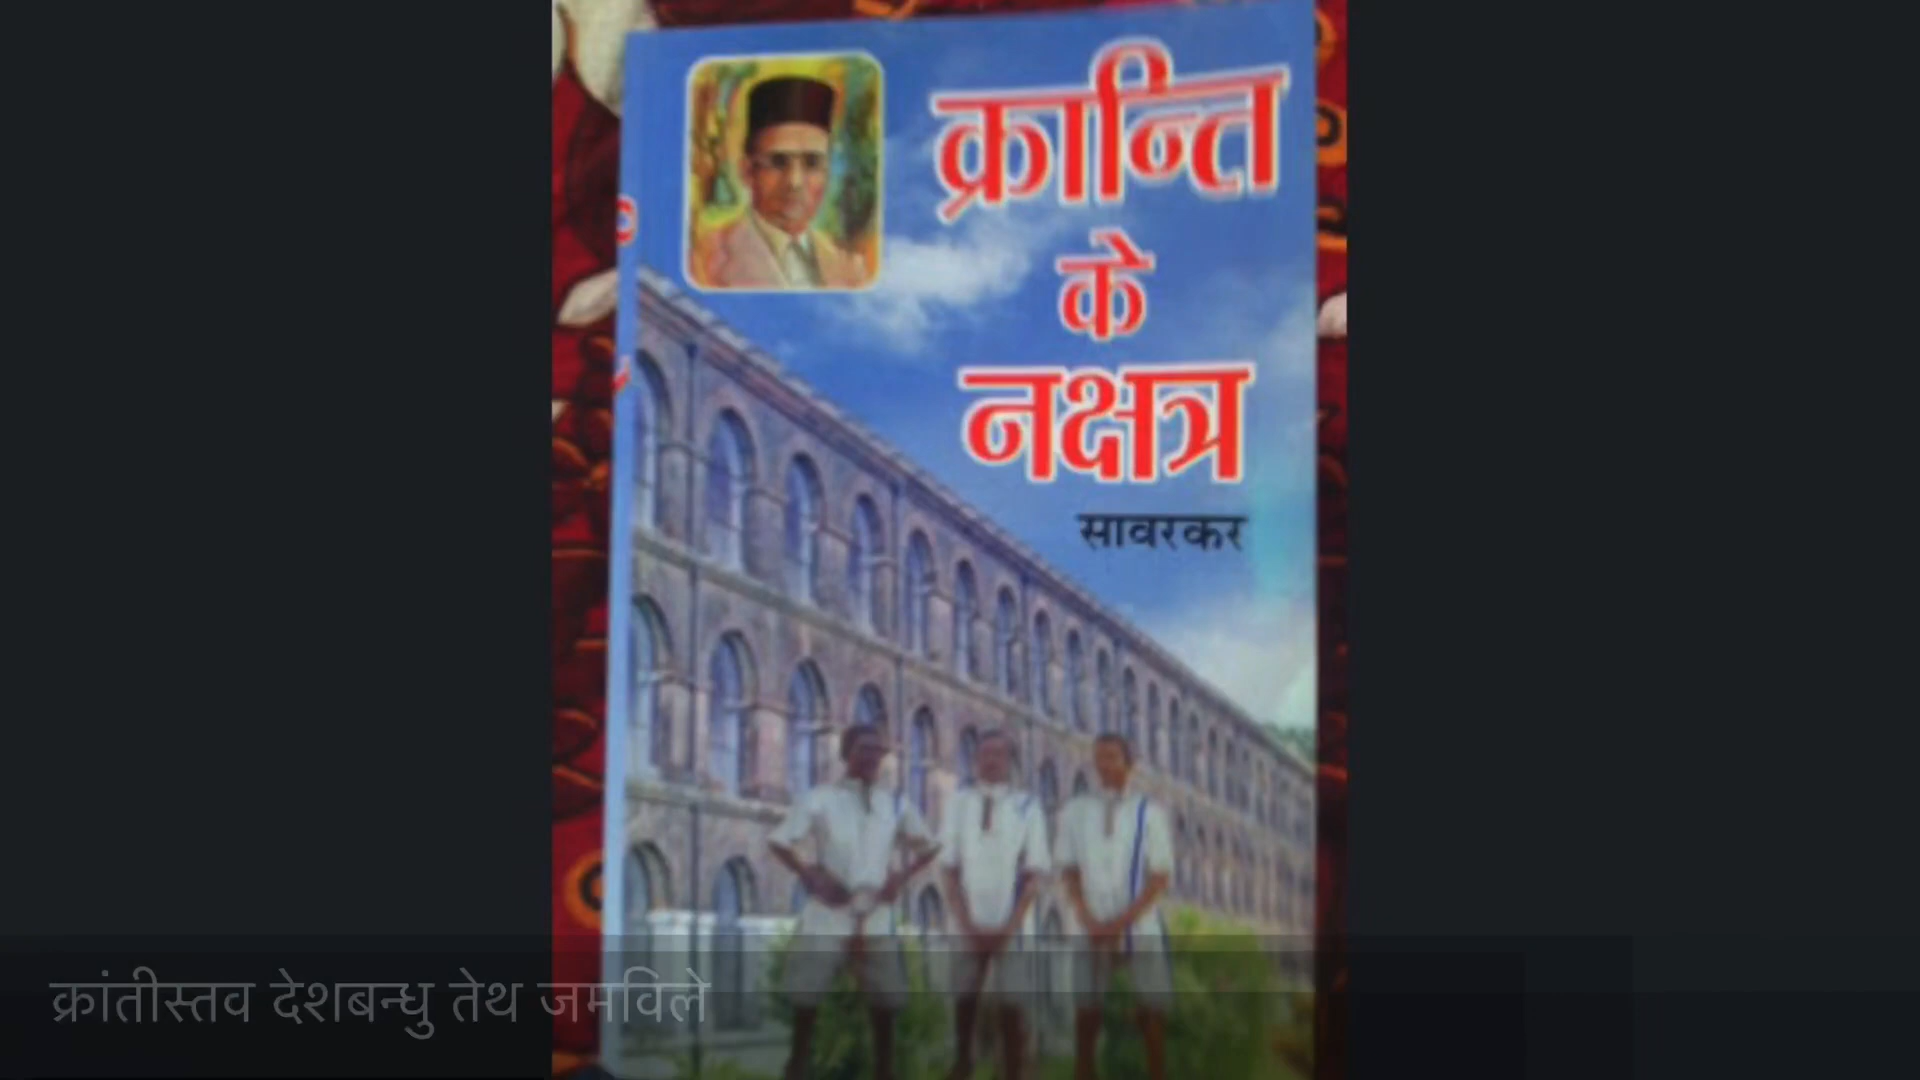 क्रान्ति
के
नक्षत्र
सावरकर
क्रांतीस्तव देशबन्धु तेथ जमविले